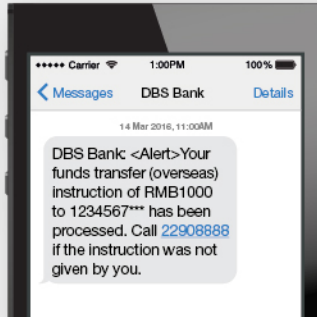 Carrier 1:00PM 100%
Messages DBS Bank Details
14 Mar 2016, 11:00AM
DBS Bank: <Alert>Your
funds transfer (overseas)
instruction of RMB1000
to 1234567*** has been
processed. Call 22908888
if the instruction was not
given by you.